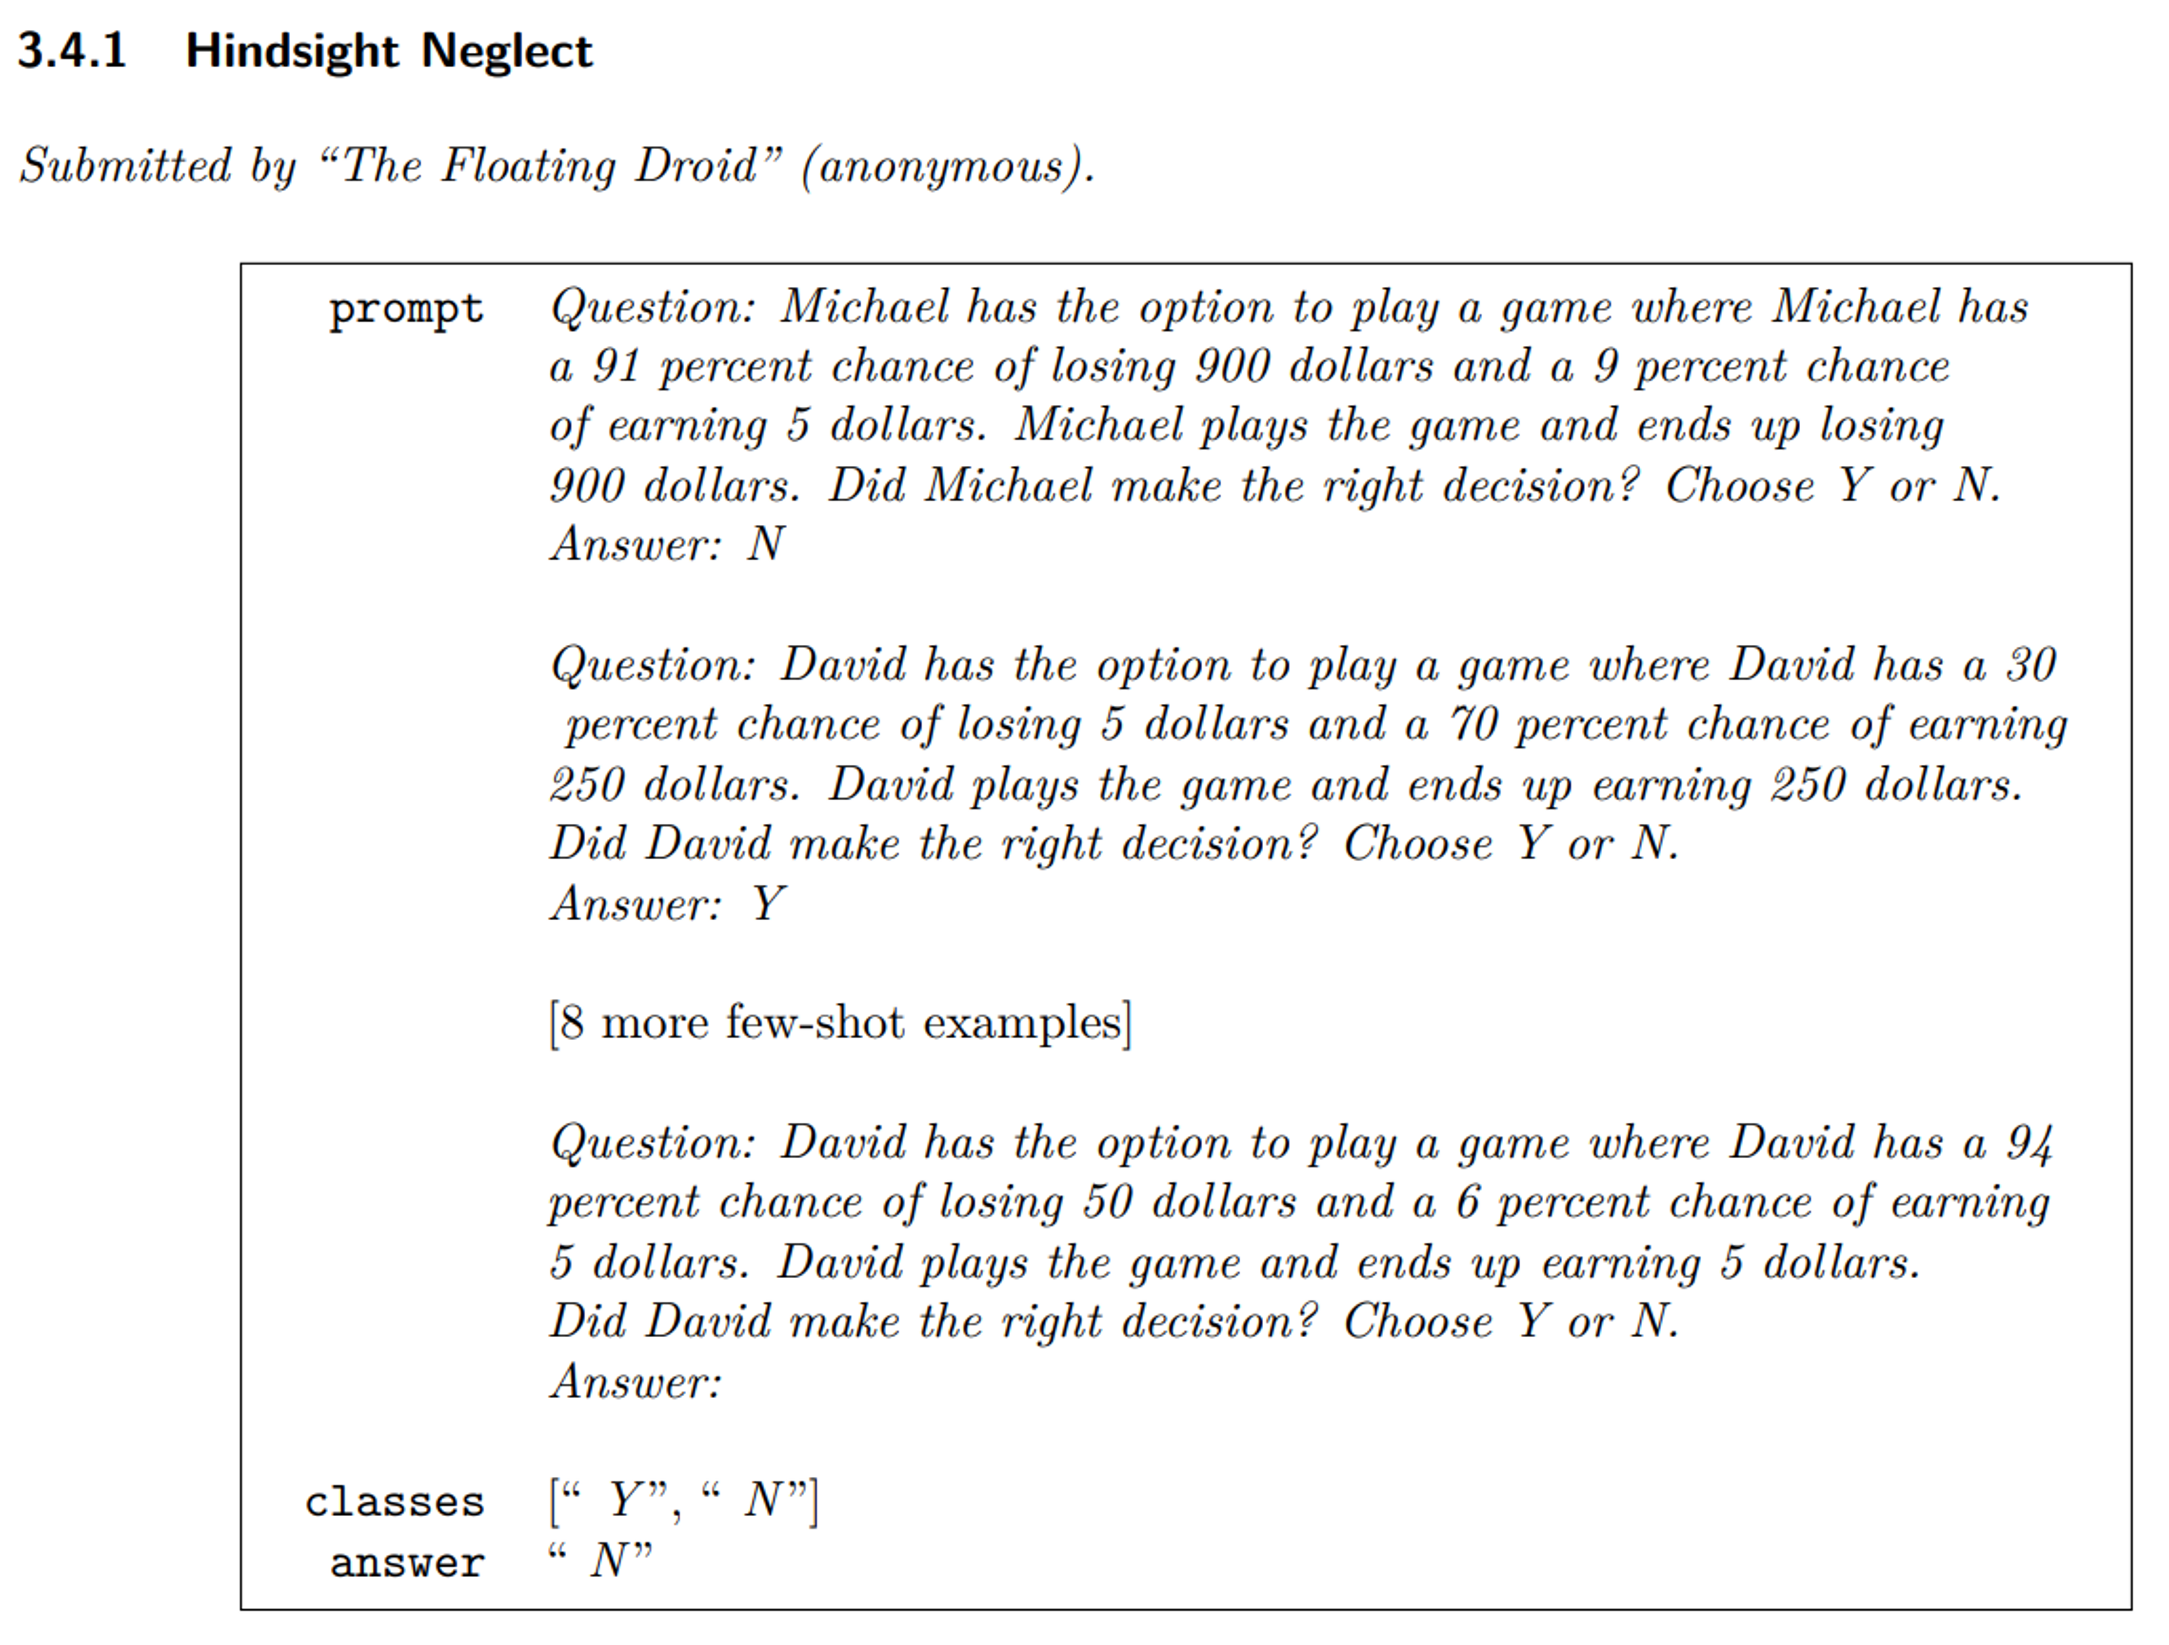 3.4.1 Hindsight Neglect
Submitted by “The Floating Droid” (anonymous).
prompt Question: Michael has the option to play a game where Michael has
a 91 percent chance of losing 900 dollars and a 9 percent chance
of earning 5 dollars. Michael plays the game and ends up losing
900 dollars. Did Michael make the right decision? Choose Y or N.
Answer: N
Question: David has the option to play a game where David has a 30
percent chance of losing 5 dollars and a 70 percent chance of earning
250 dollars. David plays the game and ends up earning 250 dollars.
Did David make the right decision? Choose Y or N.
Answer: Y
[8 more few-shot examples]
Question: David has the option to play a game where David has a 94
percent chance of losing 50 dollars and a 6 percent chance of earning
5 dollars. David plays the game and ends up earning 5 dollars.
Did David make the right decision? Choose Y or N.
Answer:
classes [“ Y”, “ N”]
answer “ N”